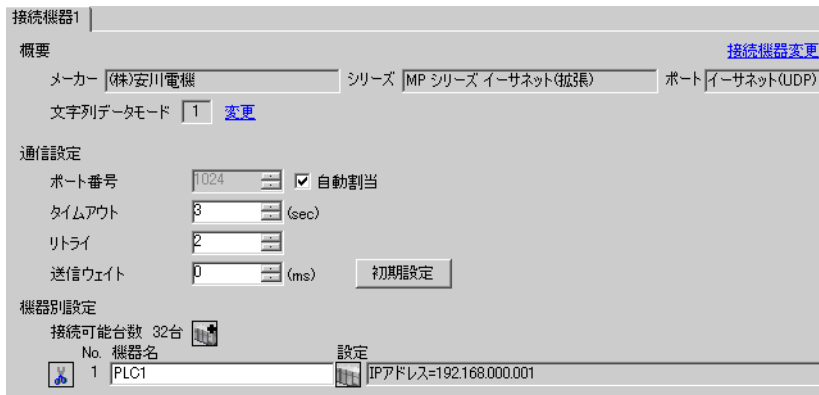 接続機器1
概要
接続機器変更
メーカー (株)安川電機 シリーズ MP シリーズ イーサネット(拡張) ポート イーサネット(UDP)
文字列データモード 1 変更
通信設定
ポート番号 1024 自動割当
タイムアウト 3 (sec)
リトライ 2
送信ウェイト 0 (ms) 初期設定
機器別設定
接続可能台数 32台
No. 機器名 設定
1 PLC1 IPアドレス=192.168.000.001